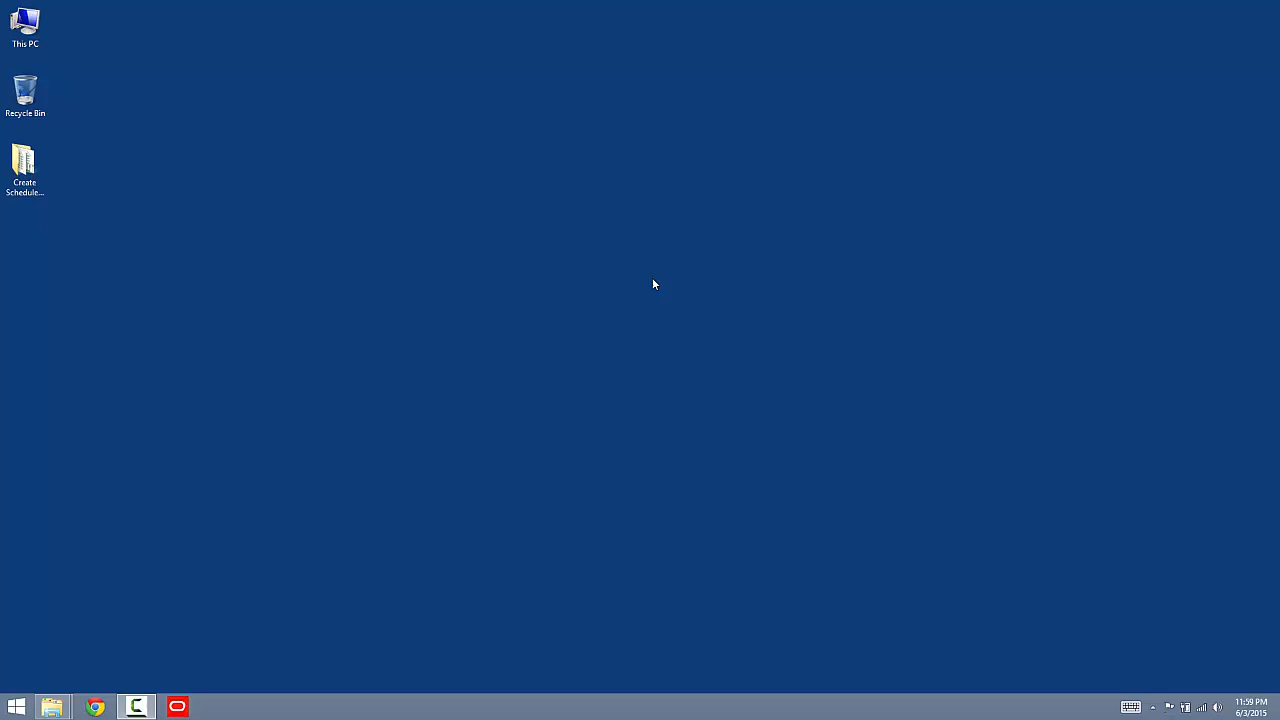 This PC
Recycle Bin
Create
Schedule...
11:59 PM
6/3/2015